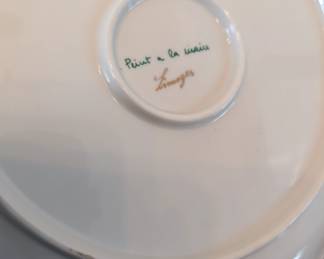 Peint a la main
Limoges